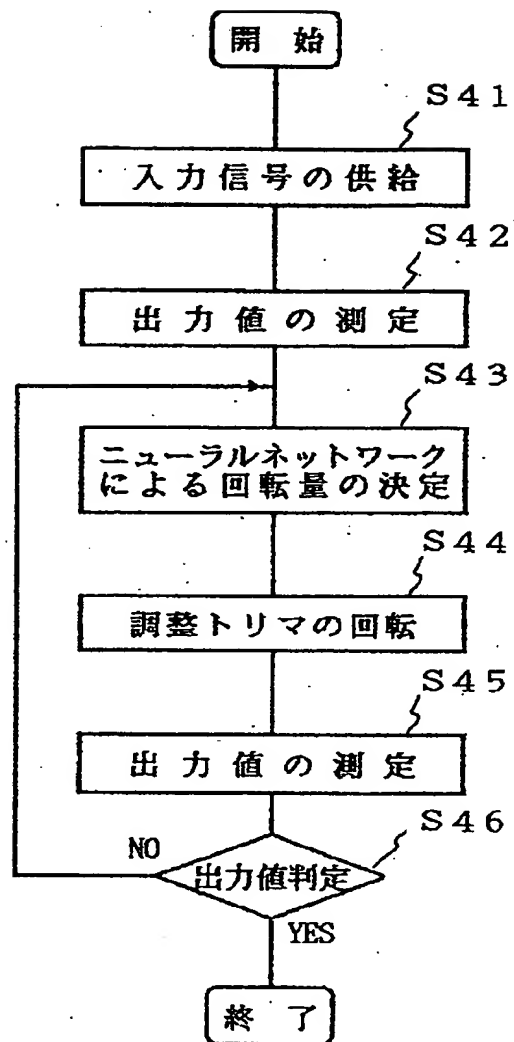 開始
S41
入力信号の供給
S42
出力値の測定
S43
ニューラルネットワーク
による回転量の決定
S44
調整トリマの回転
S45
出力値の測定
S46
出力値判定
NO
YES
終了